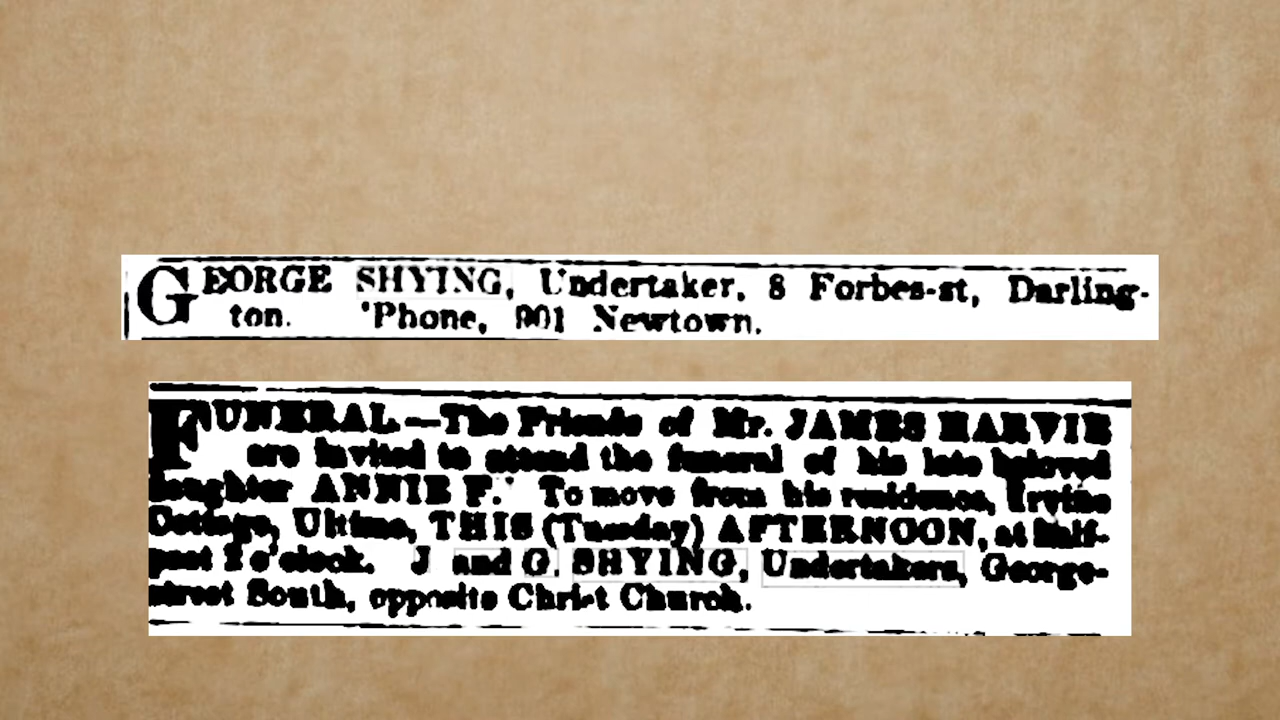 GEORGE SHYING, Undertaker, 8 Forbes-st, Darling-
ton. 'Phone, 901 Newtown.
FUNERAL.—The Friends of Mr. JAMES HARVIE
are invited to attend the funeral of his late beloved
daughter ANNIE F. To move from his residence, Irvine
Cottage, Ultimo, THIS (Tuesday) AFTERNOON, at half-
past 1 o'clock. J and G. SHYING, Undertakers, George-
street South, opposite Christ Church.